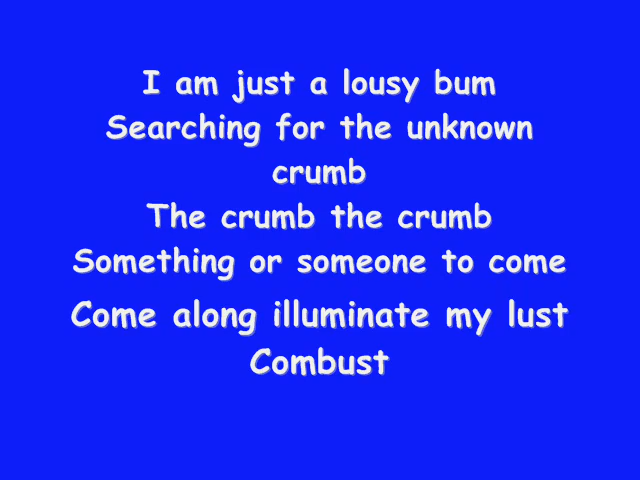 I am just a lousy bum
Searching for the unknown
crumb
The crumb the crumb
Something or someone to come
Come along illuminate my lust
Combust